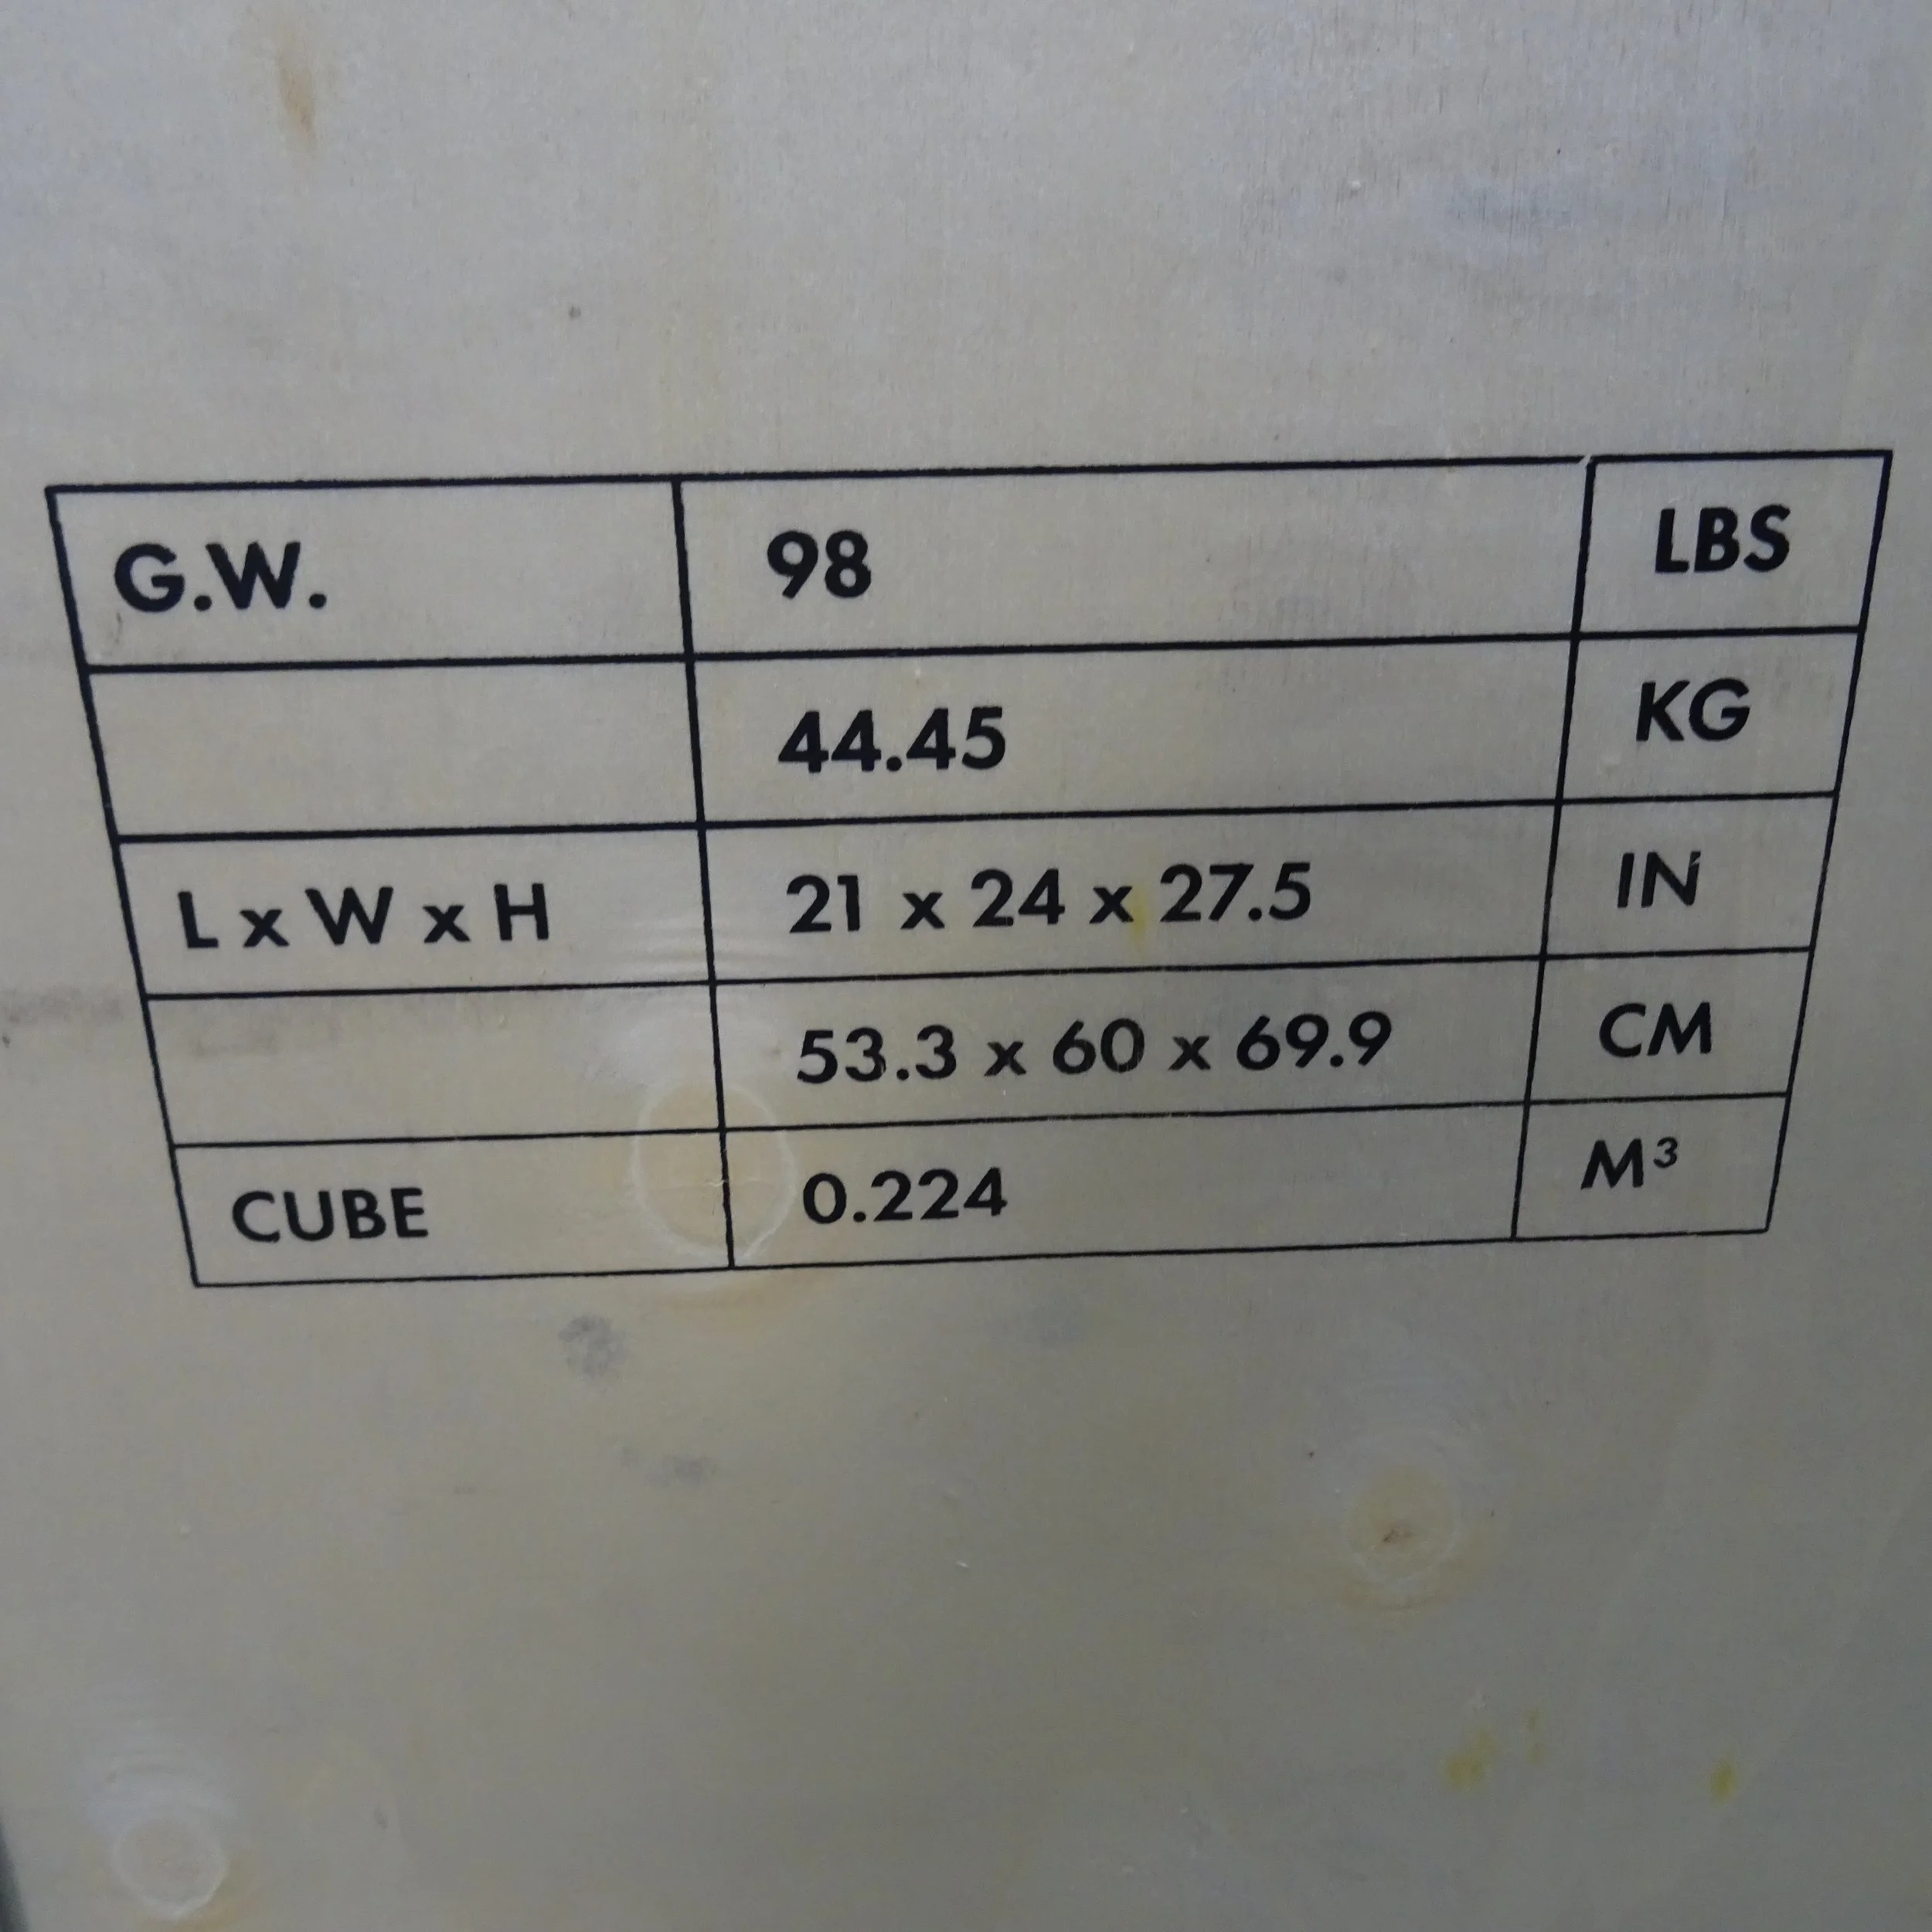 G.W. 98 LBS
44.45 KG
L x W x H 21 x 24 x 27.5 IN
53.3 x 60 x 69.9 CM
CUBE 0.224 M³